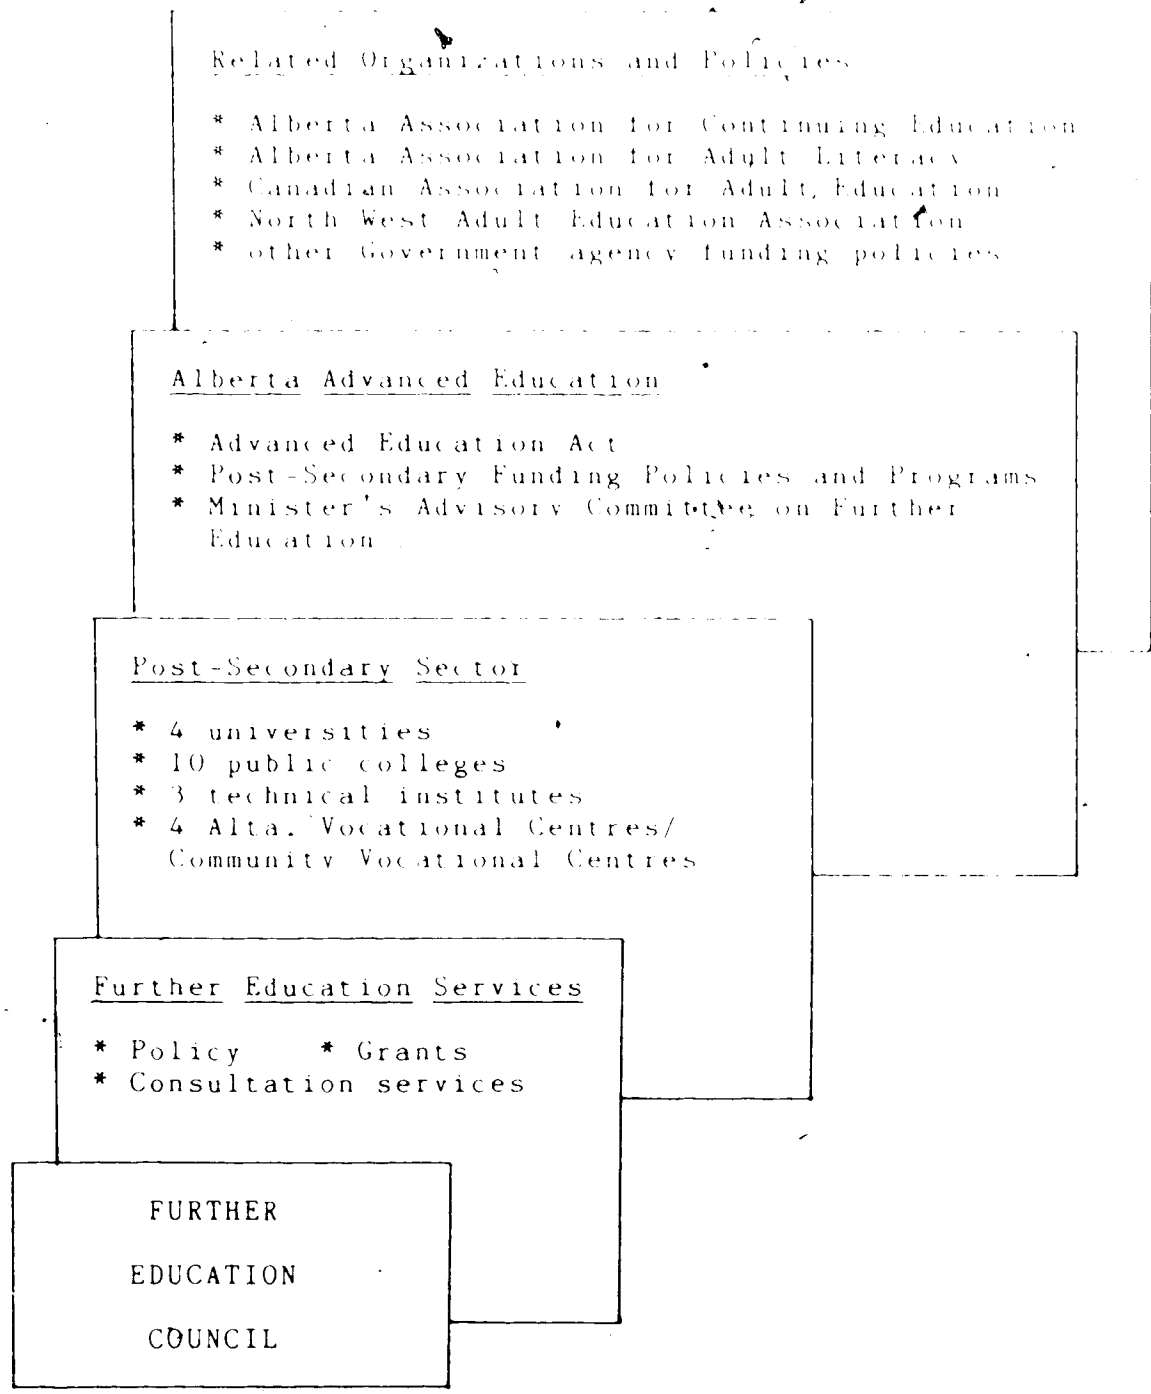 Related Organizations and Policies
* Alberta Association for Continuing Education
* Alberta Association for Adult Literacy
* Canadian Association for Adult Education
* North West Adult Education Association
* other Government agency funding policies
Alberta Advanced Education
* Advanced Education Act
* Post-Secondary Funding Policies and Programs
* Minister's Advisory Committee on Further
Education
Post-Secondary Sector
* 4 universities
* 10 public colleges
* 3 technical institutes
* 4 Alta. Vocational Centres/
Community Vocational Centres
Further Education Services
* Policy * Grants
* Consultation services
FURTHER
EDUCATION
COUNCIL